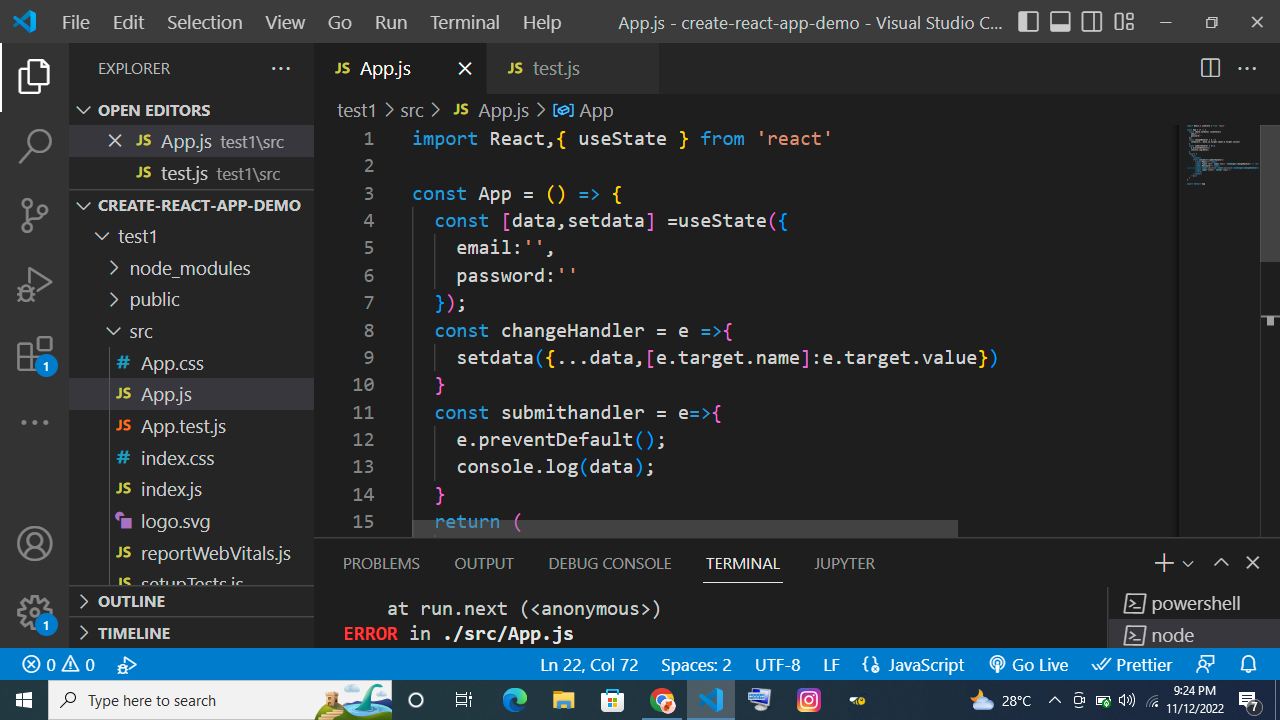 File Edit Selection View Go Run Terminal Help App.js - create-react-app-demo - Visual Studio C...
EXPLORER
OPEN EDITORS
JS App.js test1\src
JS test.js test1\src
CREATE-REACT-APP-DEMO
test1
node_modules
public
src
# App.css
JS App.js
JS App.test.js
# index.css
JS index.js
logo.svg
JS reportWebVitals.js
JS setupTests.js
OUTLINE
TIMELINE
1
1
JS App.js JS test.js
test1 > src > JS App.js > App
1 import React,{ useState } from 'react'
2
3 const App = () => {
4 const [data,setdata] =useState({
5 email:'',
6 password:''
7 });
8 const changeHandler = e =>{
9 setdata({...data,[e.target.name]:e.target.value})
10 }
11 const submithandler = e=>{
12 e.preventDefault();
13 console.log(data);
14 }
15 return (
PROBLEMS OUTPUT DEBUG CONSOLE TERMINAL JUPYTER
at run.next (<anonymous>)
ERROR in ./src/App.js
powershell
node
0 0 Ln 22, Col 72 Spaces: 2 UTF-8 LF {} JavaScript Go Live Prettier
Type here to search 28°C 9:24 PM
11/12/2022 7